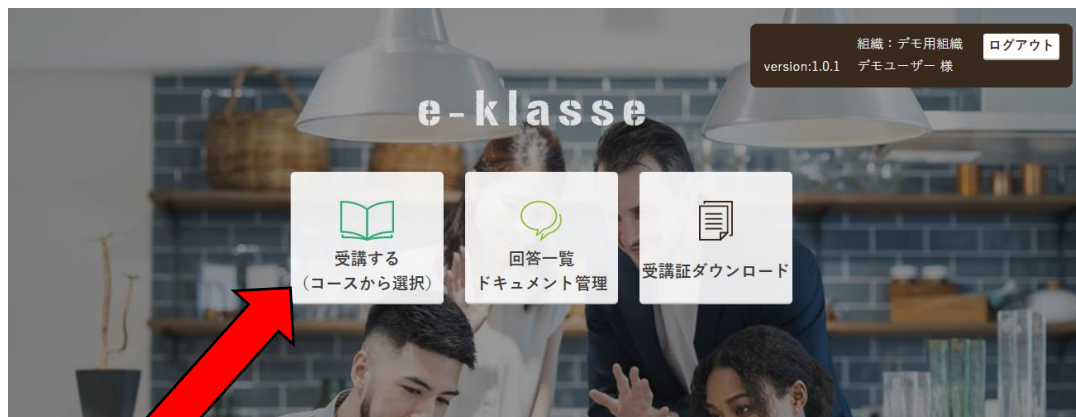 組織：デモ用組織
ログアウト
version:1.0.1 デモユーザー 様
e-klasse
受講する
（コースから選択）
回答一覧
ドキュメント管理
受講証ダウンロード